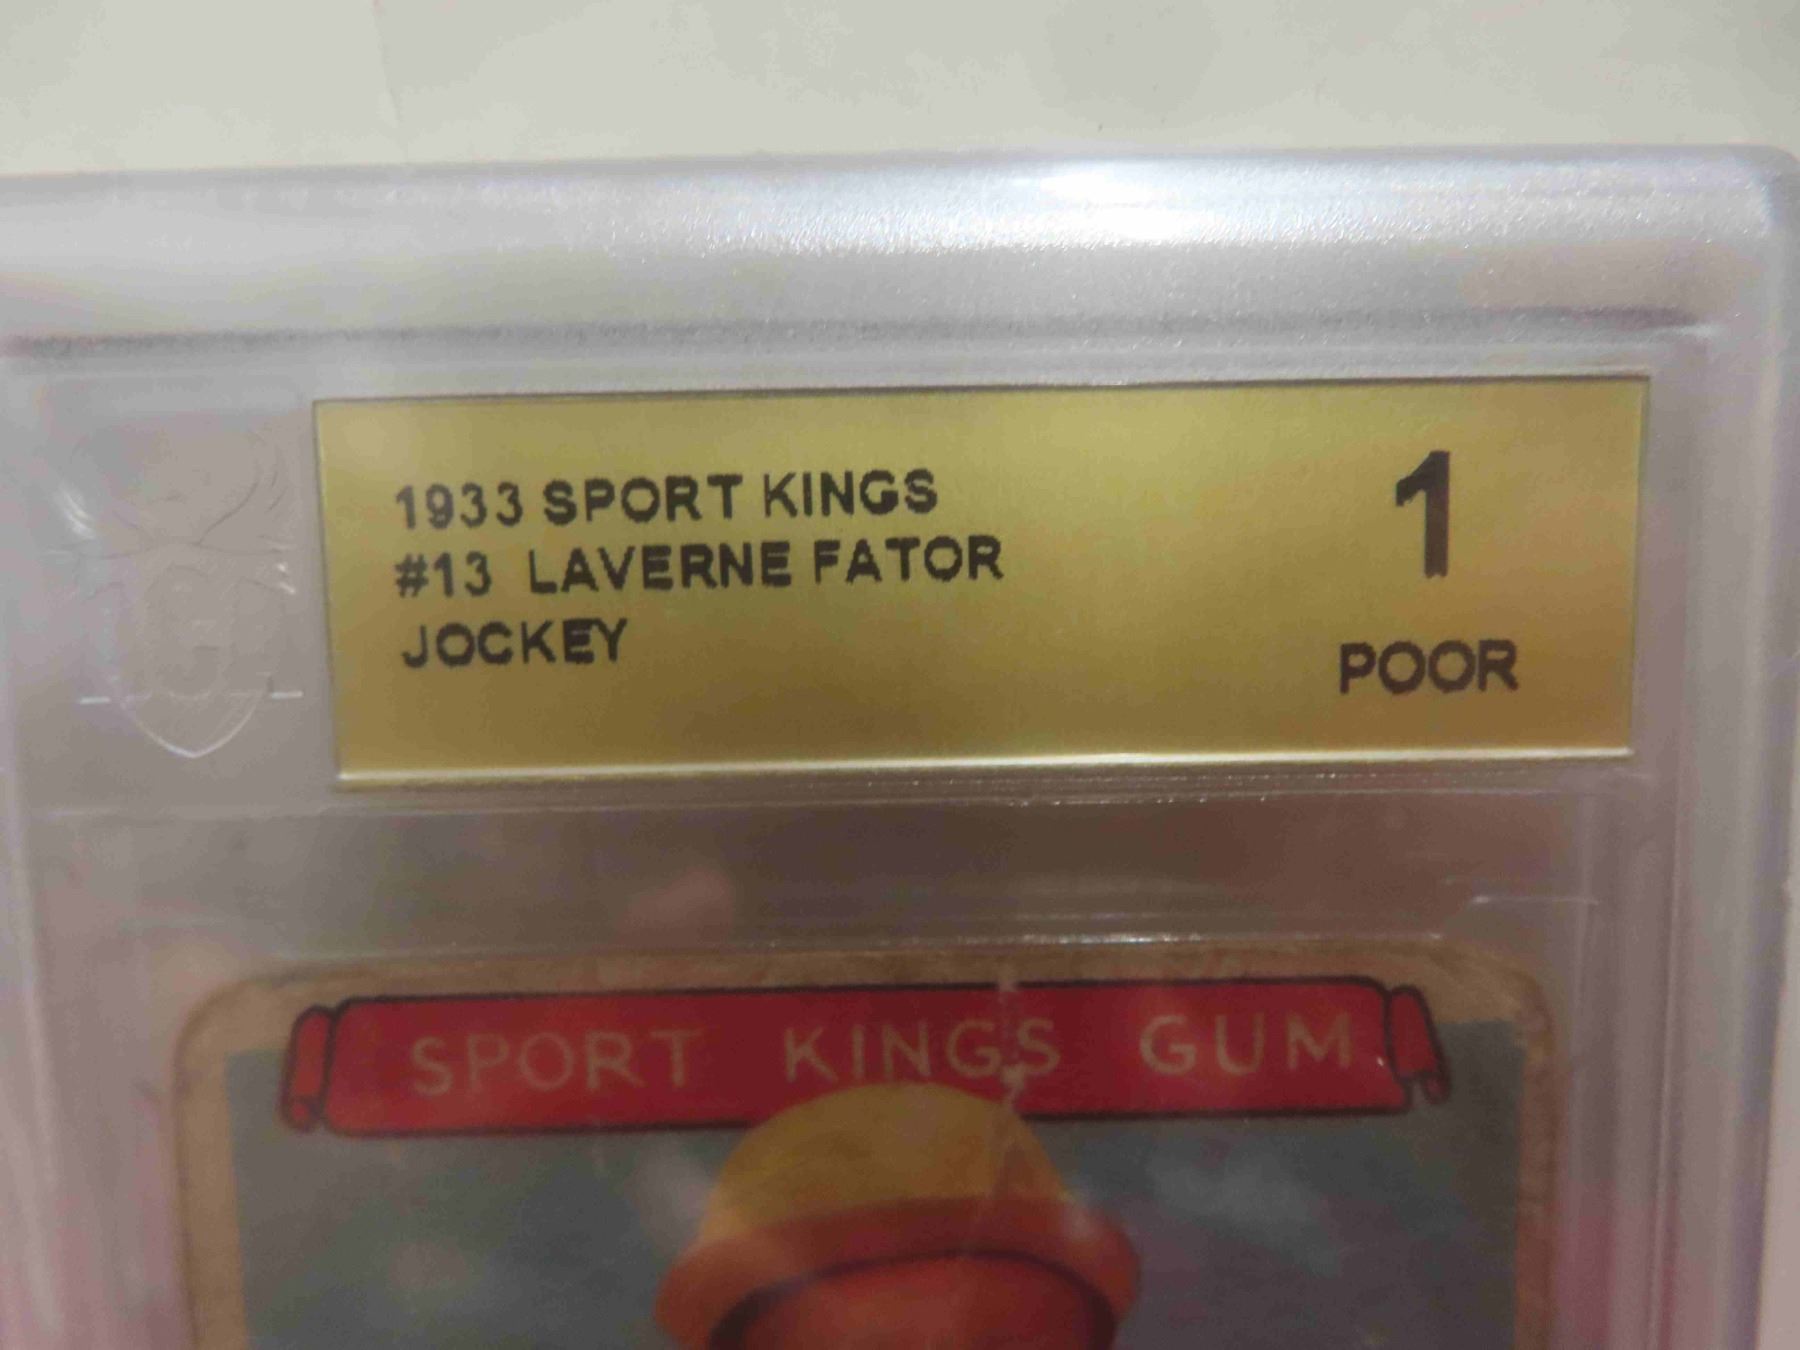 1933 SPORT KINGS
#13 LAVERNE FATOR
JOCKEY
1
POOR
SPORT KINGS GUM